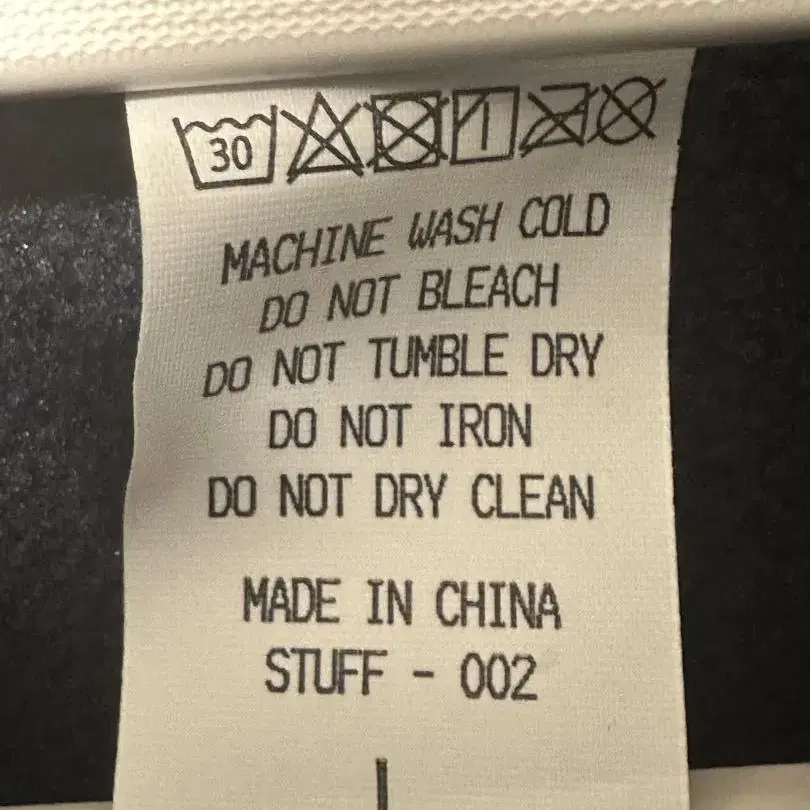 30
MACHINE WASH COLD
DO NOT BLEACH
DO NOT TUMBLE DRY
DO NOT IRON
DO NOT DRY CLEAN
MADE IN CHINA
STUFF - 002